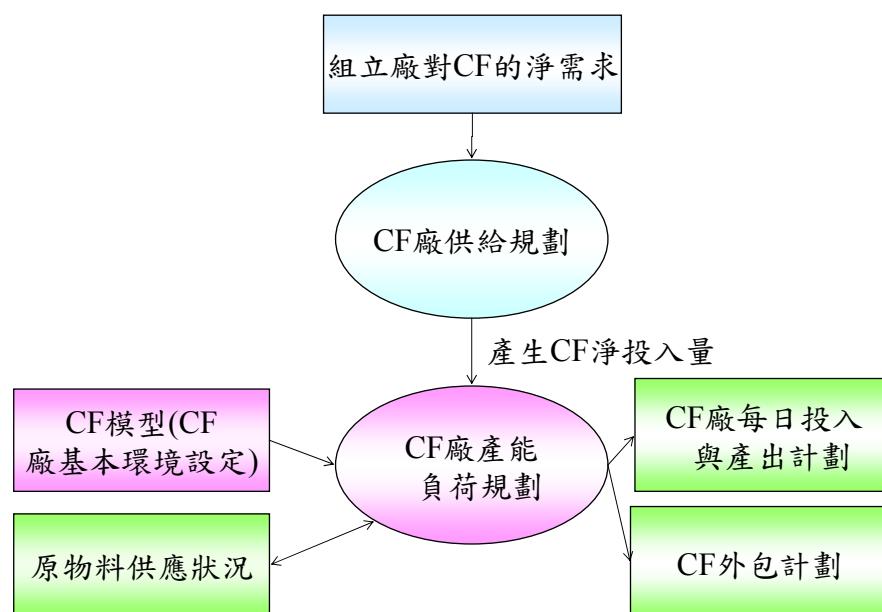 組立廠對CF的淨需求
CF廠供給規劃
產生CF淨投入量
CF模型(CF
廠基本環境設定)
CF廠產能
負荷規劃
CF廠每日投入
與產出計劃
原物料供應狀況
CF外包計劃